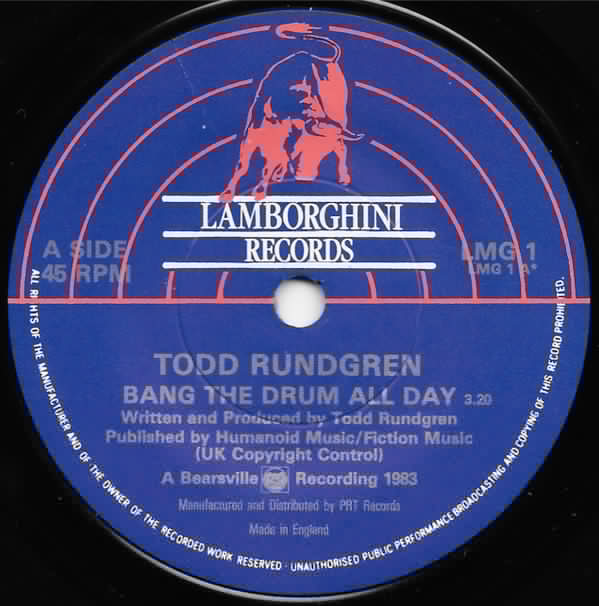 LAMBORGHINI
RECORDS
A SIDE
45 RPM
LMG 1
LMG 1 A*
TODD RUNDGREN
BANG THE DRUM ALL DAY 3.20
Written and Produced by Todd Rundgren
Published by Humanoid Music/Fiction Music
(UK Copyright Control)
A Bearsville Recording 1983
Manufactured and Distributed by PRT Records
Made in England
ALL RIGHTS OF THE MANUFACTURER AND OF THE OWNER OF THE RECORDED WORK RESERVED · UNAUTHORISED PUBLIC PERFORMANCE BROADCASTING AND COPYING OF THIS RECORD PROHIBITED.